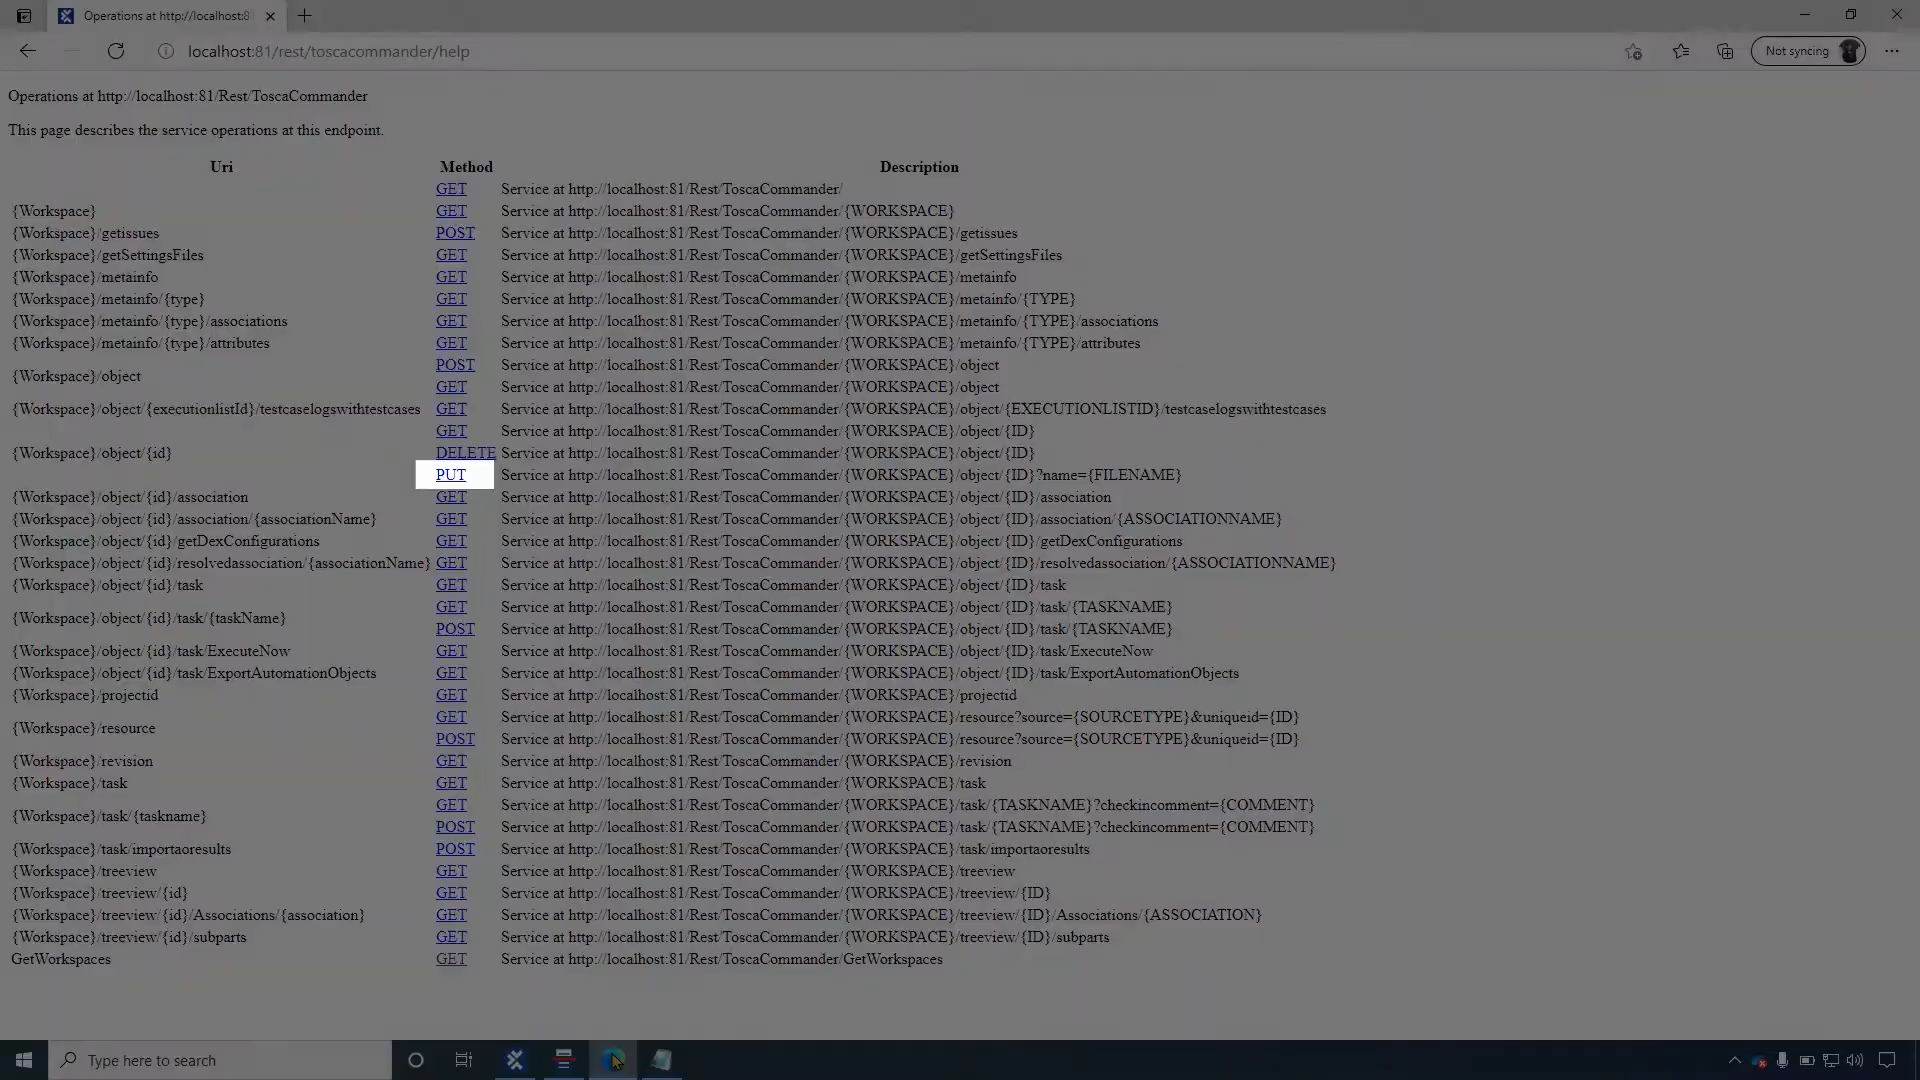 Operations at http://localhost:8
localhost:81/rest/toscacommander/help
Not syncing
Operations at http://localhost:81/Rest/ToscaCommander
This page describes the service operations at this endpoint.
Uri Method Description
GET Service at http://localhost:81/Rest/ToscaCommander/
{Workspace} GET Service at http://localhost:81/Rest/ToscaCommander/{WORKSPACE}
{Workspace}/getissues POST Service at http://localhost:81/Rest/ToscaCommander/{WORKSPACE}/getissues
{Workspace}/getSettingsFiles GET Service at http://localhost:81/Rest/ToscaCommander/{WORKSPACE}/getSettingsFiles
{Workspace}/metainfo GET Service at http://localhost:81/Rest/ToscaCommander/{WORKSPACE}/metainfo
{Workspace}/metainfo/{type} GET Service at http://localhost:81/Rest/ToscaCommander/{WORKSPACE}/metainfo/{TYPE}
{Workspace}/metainfo/{type}/associations GET Service at http://localhost:81/Rest/ToscaCommander/{WORKSPACE}/metainfo/{TYPE}/associations
{Workspace}/metainfo/{type}/attributes GET Service at http://localhost:81/Rest/ToscaCommander/{WORKSPACE}/metainfo/{TYPE}/attributes
POST Service at http://localhost:81/Rest/ToscaCommander/{WORKSPACE}/object
{Workspace}/object
GET Service at http://localhost:81/Rest/ToscaCommander/{WORKSPACE}/object
{Workspace}/object/{executionlistId}/testcaselogswithtestcases GET Service at http://localhost:81/Rest/ToscaCommander/{WORKSPACE}/object/{EXECUTIONLISTID}/testcaselogswithtestcases
GET Service at http://localhost:81/Rest/ToscaCommander/{WORKSPACE}/object/{ID}
{Workspace}/object/{id} DELETE Service at http://localhost:81/Rest/ToscaCommander/{WORKSPACE}/object/{ID}
PUT Service at http://localhost:81/Rest/ToscaCommander/{WORKSPACE}/object/{ID}?name={FILENAME}
{Workspace}/object/{id}/association GET Service at http://localhost:81/Rest/ToscaCommander/{WORKSPACE}/object/{ID}/association
{Workspace}/object/{id}/association/{associationName} GET Service at http://localhost:81/Rest/ToscaCommander/{WORKSPACE}/object/{ID}/association/{ASSOCIATIONNAME}
{Workspace}/object/{id}/getDexConfigurations GET Service at http://localhost:81/Rest/ToscaCommander/{WORKSPACE}/object/{ID}/getDexConfigurations
{Workspace}/object/{id}/resolvedassociation/{associationName} GET Service at http://localhost:81/Rest/ToscaCommander/{WORKSPACE}/object/{ID}/resolvedassociation/{ASSOCIATIONNAME}
{Workspace}/object/{id}/task GET Service at http://localhost:81/Rest/ToscaCommander/{WORKSPACE}/object/{ID}/task
GET Service at http://localhost:81/Rest/ToscaCommander/{WORKSPACE}/object/{ID}/task/{TASKNAME}
{Workspace}/object/{id}/task/{taskName}
POST Service at http://localhost:81/Rest/ToscaCommander/{WORKSPACE}/object/{ID}/task/{TASKNAME}
{Workspace}/object/{id}/task/ExecuteNow GET Service at http://localhost:81/Rest/ToscaCommander/{WORKSPACE}/object/{ID}/task/ExecuteNow
{Workspace}/object/{id}/task/ExportAutomationObjects GET Service at http://localhost:81/Rest/ToscaCommander/{WORKSPACE}/object/{ID}/task/ExportAutomationObjects
{Workspace}/projectid GET Service at http://localhost:81/Rest/ToscaCommander/{WORKSPACE}/projectid
GET Service at http://localhost:81/Rest/ToscaCommander/{WORKSPACE}/resource?source={SOURCETYPE}&uniqueid={ID}
{Workspace}/resource
POST Service at http://localhost:81/Rest/ToscaCommander/{WORKSPACE}/resource?source={SOURCETYPE}&uniqueid={ID}
{Workspace}/revision GET Service at http://localhost:81/Rest/ToscaCommander/{WORKSPACE}/revision
{Workspace}/task GET Service at http://localhost:81/Rest/ToscaCommander/{WORKSPACE}/task
GET Service at http://localhost:81/Rest/ToscaCommander/{WORKSPACE}/task/{TASKNAME}?checkincomment={COMMENT}
{Workspace}/task/{taskname}
POST Service at http://localhost:81/Rest/ToscaCommander/{WORKSPACE}/task/{TASKNAME}?checkincomment={COMMENT}
{Workspace}/task/importaoresults POST Service at http://localhost:81/Rest/ToscaCommander/{WORKSPACE}/task/importaoresults
{Workspace}/treeview GET Service at http://localhost:81/Rest/ToscaCommander/{WORKSPACE}/treeview
{Workspace}/treeview/{id} GET Service at http://localhost:81/Rest/ToscaCommander/{WORKSPACE}/treeview/{ID}
{Workspace}/treeview/{id}/Associations/{association} GET Service at http://localhost:81/Rest/ToscaCommander/{WORKSPACE}/treeview/{ID}/Associations/{ASSOCIATION}
{Workspace}/treeview/{id}/subparts GET Service at http://localhost:81/Rest/ToscaCommander/{WORKSPACE}/treeview/{ID}/subparts
GetWorkspaces GET Service at http://localhost:81/Rest/ToscaCommander/GetWorkspaces
Type here to search